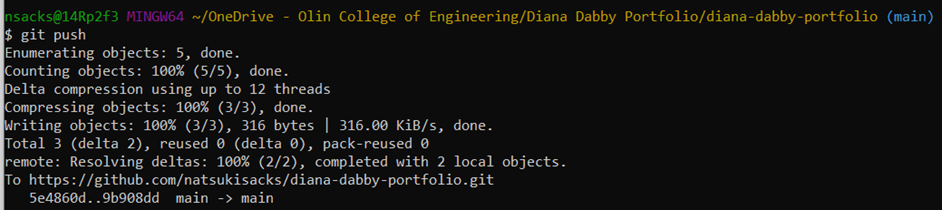 nsacks@14Rp2f3 MINGW64 ~/OneDrive - Olin College of Engineering/Diana Dabby Portfolio/diana-dabby-portfolio (main)
$ git push
Enumerating objects: 5, done.
Counting objects: 100% (5/5), done.
Delta compression using up to 12 threads
Compressing objects: 100% (3/3), done.
Writing objects: 100% (3/3), 316 bytes | 316.00 KiB/s, done.
Total 3 (delta 2), reused 0 (delta 0), pack-reused 0
remote: Resolving deltas: 100% (2/2), completed with 2 local objects.
To https://github.com/natsukisacks/diana-dabby-portfolio.git
   5e4860d..9b908dd  main -> main